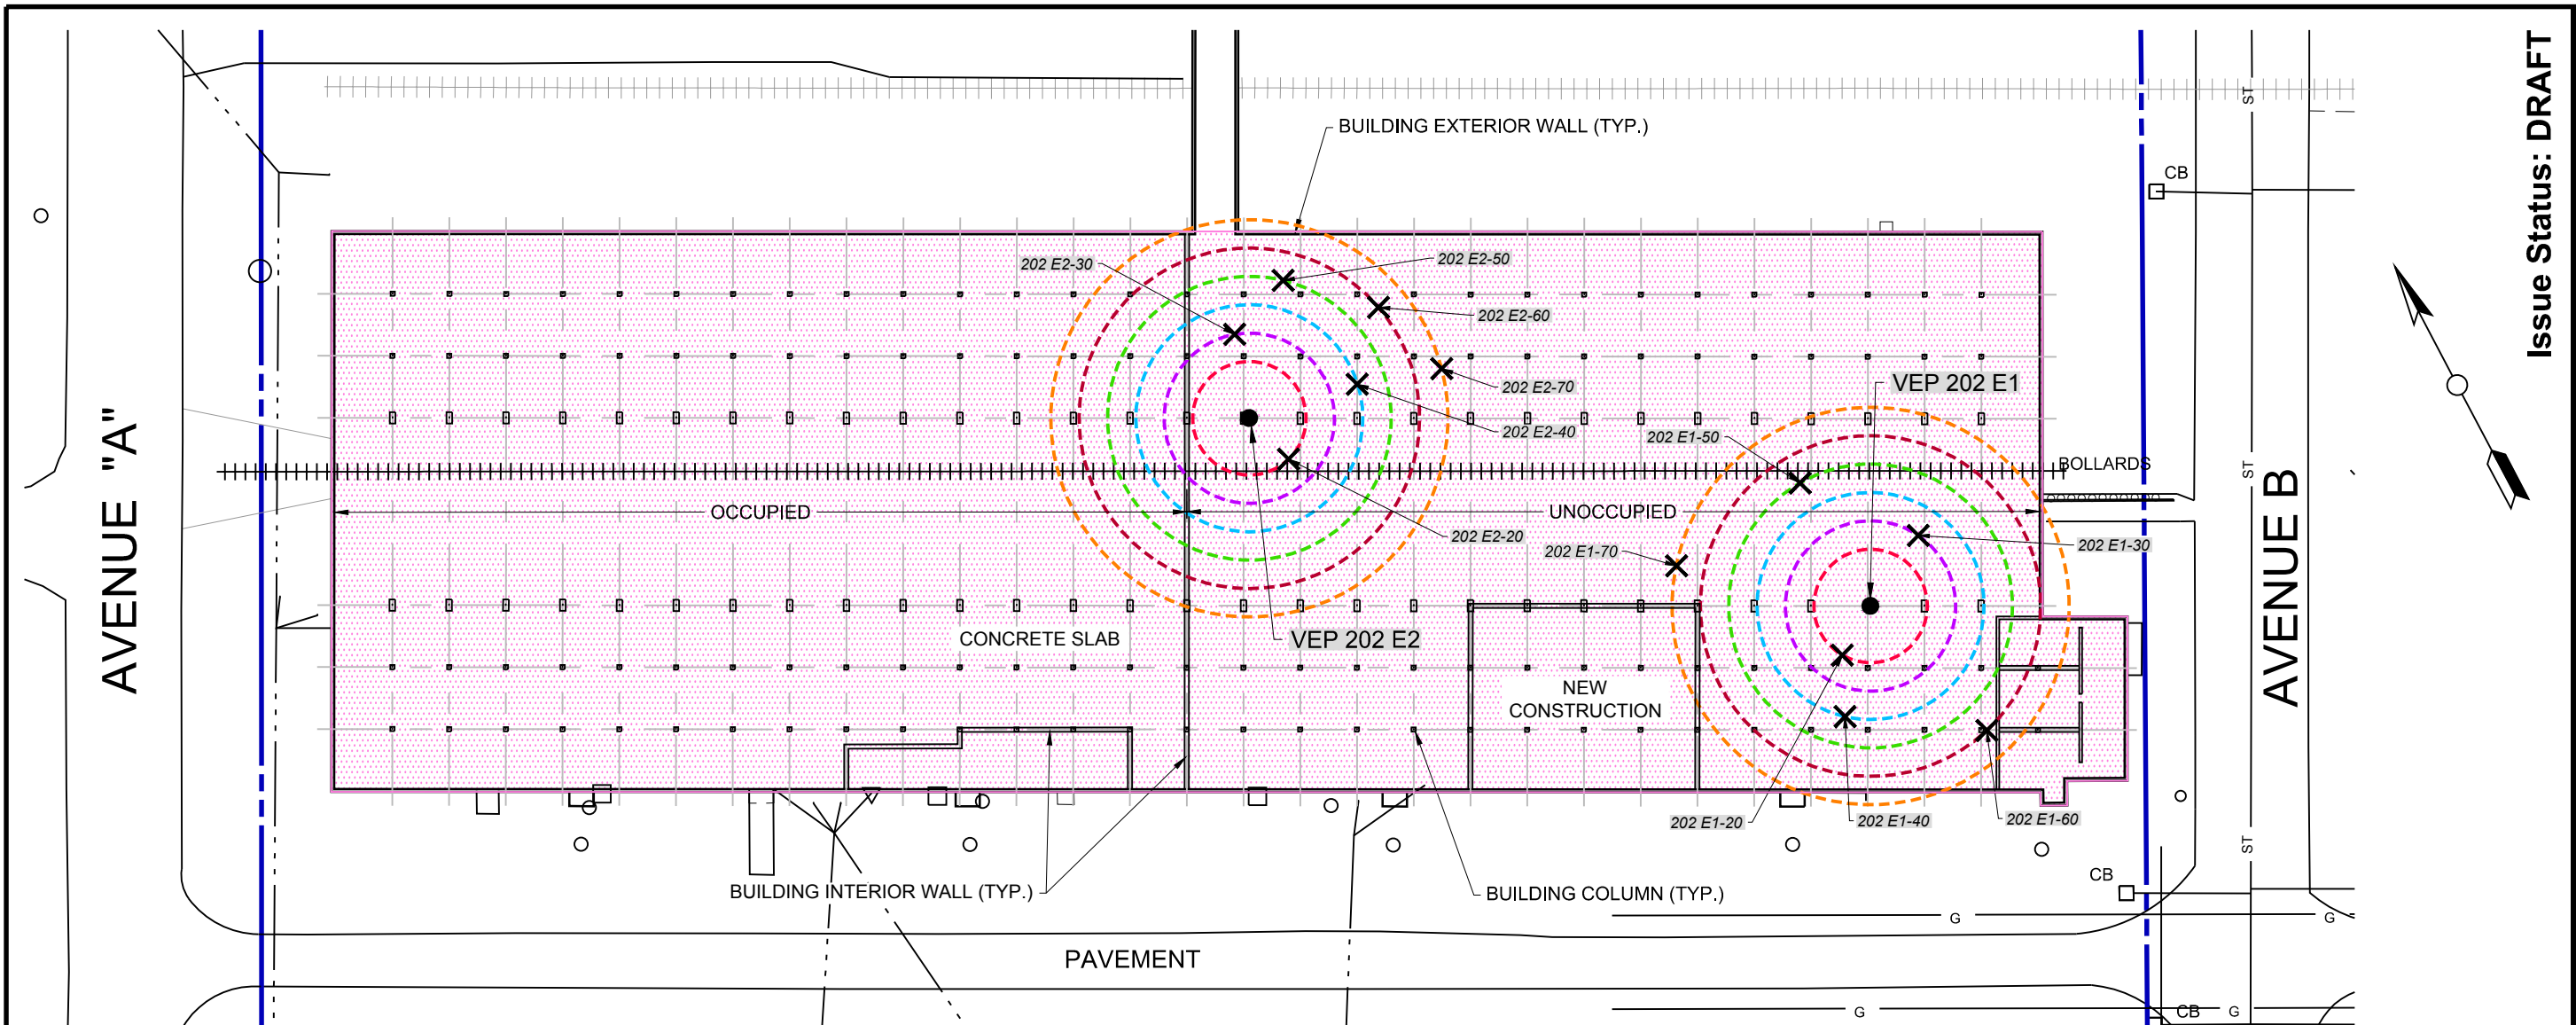 Issue Status: DRAFT
ST
BUILDING EXTERIOR WALL (TYP.)
CB
202 E2-30
202 E2-50
202 E2-60
202 E2-70
VEP 202 E1
202 E2-40
202 E1-50
AVENUE "A"
BOLLARDS
ST
OCCUPIED
UNOCCUPIED
202 E2-20
202 E1-70
202 E1-30
AVENUE B
CONCRETE SLAB
VEP 202 E2
NEW
CONSTRUCTION
202 E1-20
202 E1-40
202 E1-60
ST
CB
BUILDING INTERIOR WALL (TYP.)
BUILDING COLUMN (TYP.)
G
G
PAVEMENT
G
CB
G